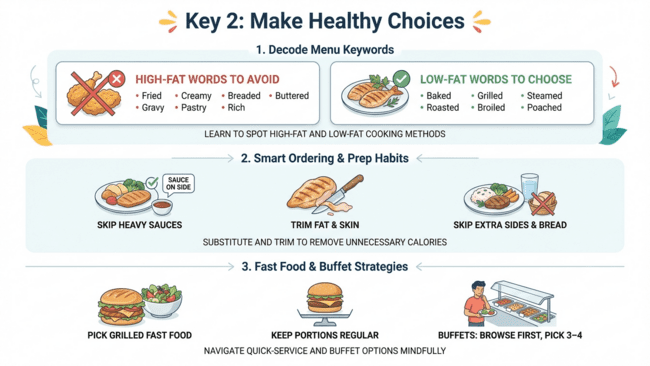 Key 2: Make Healthy Choices
1. Decode Menu Keywords
HIGH-FAT WORDS TO AVOID
• Fried • Creamy • Breaded • Buttered
• Gravy • Pastry • Rich
LOW-FAT WORDS TO CHOOSE
• Baked • Grilled • Steamed
• Roasted • Broiled • Poached
LEARN TO SPOT HIGH-FAT AND LOW-FAT COOKING METHODS
2. Smart Ordering & Prep Habits
SAUCE
ON SIDE
SKIP HEAVY SAUCES
TRIM FAT & SKIN
SKIP EXTRA SIDES & BREAD
SUBSTITUTE AND TRIM TO REMOVE UNNECESSARY CALORIES
3. Fast Food & Buffet Strategies
PICK GRILLED FAST FOOD
KEEP PORTIONS REGULAR
BUFFETS: BROWSE FIRST, PICK 3–4
NAVIGATE QUICK-SERVICE AND BUFFET OPTIONS MINDFULLY